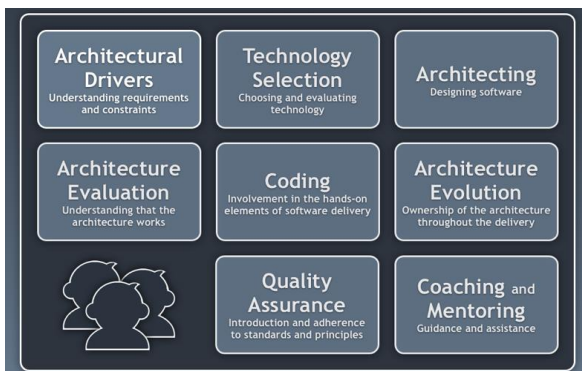 Architectural
Drivers
Understanding requirements
and constraints
Technology
Selection
Choosing and evaluating
technology
Architecting
Designing software
Architecture
Evaluation
Understanding that the
architecture works
Coding
Involvement in the hands-on
elements of software delivery
Architecture
Evolution
Ownership of the architecture
throughout the delivery
Quality
Assurance
Introduction and adherence
to standards and principles
Coaching and
Mentoring
Guidance and assistance